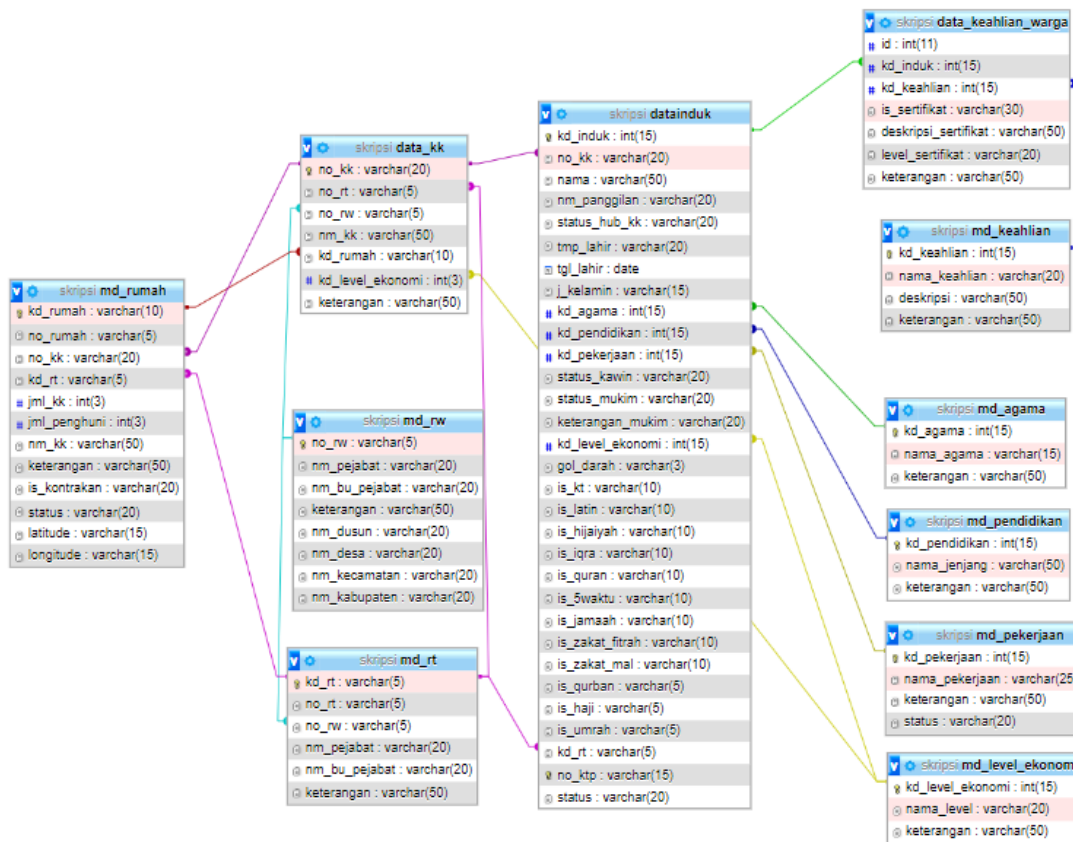 skripsi data_keahlian_warga
id : int(11)
kd_induk : int(15)
kd_keahlian : int(15)
is_sertifikat : varchar(30)
deskripsi_sertifikat : varchar(50)
level_sertifikat : varchar(20)
keterangan : varchar(50)
skripsi datainduk
kd_induk : int(15)
no_kk : varchar(20)
nama : varchar(50)
nm_panggilan : varchar(20)
status_hub_kk : varchar(20)
tmp_lahir : varchar(20)
tgl_lahir : date
j_kelamin : varchar(15)
kd_agama : int(15)
kd_pendidikan : int(15)
kd_pekerjaan : int(15)
status_kawin : varchar(20)
status_mukim : varchar(20)
keterangan_mukim : varchar(20)
kd_level_ekonomi : int(15)
gol_darah : varchar(3)
is_kt : varchar(10)
is_latin : varchar(10)
is_hijaiyah : varchar(10)
is_iqra : varchar(10)
is_quran : varchar(10)
is_5waktu : varchar(10)
is_jamaah : varchar(10)
is_zakat_fitrah : varchar(10)
is_zakat_mal : varchar(10)
is_qurban : varchar(5)
is_haji : varchar(5)
is_umrah : varchar(5)
kd_rt : varchar(5)
no_ktp : varchar(15)
status : varchar(20)
skripsi data_kk
no_kk : varchar(20)
no_rt : varchar(5)
no_rw : varchar(5)
nm_kk : varchar(50)
kd_rumah : varchar(10)
kd_level_ekonomi : int(3)
keterangan : varchar(50)
skripsi md_keahlian
kd_keahlian : int(15)
nama_keahlian : varchar(20)
deskripsi : varchar(50)
keterangan : varchar(50)
skripsi md_rumah
kd_rumah : varchar(10)
no_rumah : varchar(5)
no_kk : varchar(20)
kd_rt : varchar(5)
jml_kk : int(3)
jml_penghuni : int(3)
nm_kk : varchar(50)
keterangan : varchar(50)
is_kontrakan : varchar(20)
status : varchar(20)
latitude : varchar(15)
longitude : varchar(15)
skripsi md_rw
no_rw : varchar(5)
nm_pejabat : varchar(20)
nm_bu_pejabat : varchar(20)
keterangan : varchar(50)
nm_dusun : varchar(20)
nm_desa : varchar(20)
nm_kecamatan : varchar(20)
nm_kabupaten : varchar(20)
skripsi md_agama
kd_agama : int(15)
nama_agama : varchar(15)
keterangan : varchar(50)
skripsi md_pendidikan
kd_pendidikan : int(15)
nama_jenjang : varchar(50)
keterangan : varchar(50)
skripsi md_rt
kd_rt : varchar(5)
no_rt : varchar(5)
no_rw : varchar(5)
nm_pejabat : varchar(20)
nm_bu_pejabat : varchar(20)
keterangan : varchar(50)
skripsi md_pekerjaan
kd_pekerjaan : int(15)
nama_pekerjaan : varchar(25
keterangan : varchar(50)
status : varchar(20)
skripsi md_level_ekonom
kd_level_ekonomi : int(15)
nama_level : varchar(20)
keterangan : varchar(50)